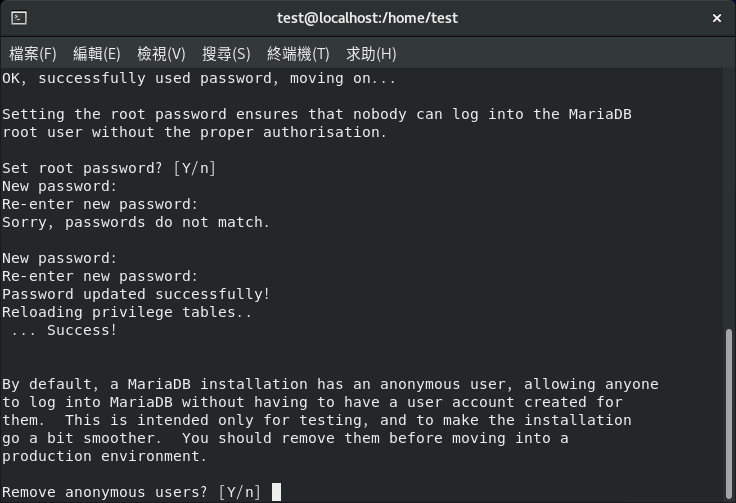 test@localhost:/home/test
檔案(F) 編輯(E) 檢視(V) 搜尋(S) 終端機(T) 求助(H)
OK, successfully used password, moving on...
Setting the root password ensures that nobody can log into the MariaDB
root user without the proper authorisation.
Set root password? [Y/n]
New password:
Re-enter new password:
Sorry, passwords do not match.
New password:
Re-enter new password:
Password updated successfully!
Reloading privilege tables..
 ... Success!
By default, a MariaDB installation has an anonymous user, allowing anyone
to log into MariaDB without having to have a user account created for
them.  This is intended only for testing, and to make the installation
go a bit smoother.  You should remove them before moving into a
production environment.
Remove anonymous users? [Y/n]